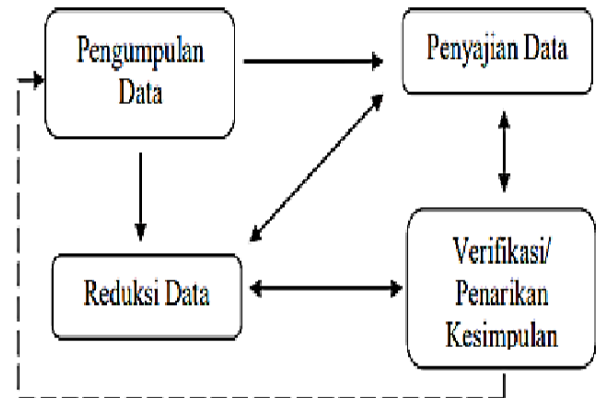 Pengumpulan
Data
Penyajian Data
Reduksi Data
Verifikasi/
Penarikan
Kesimpulan